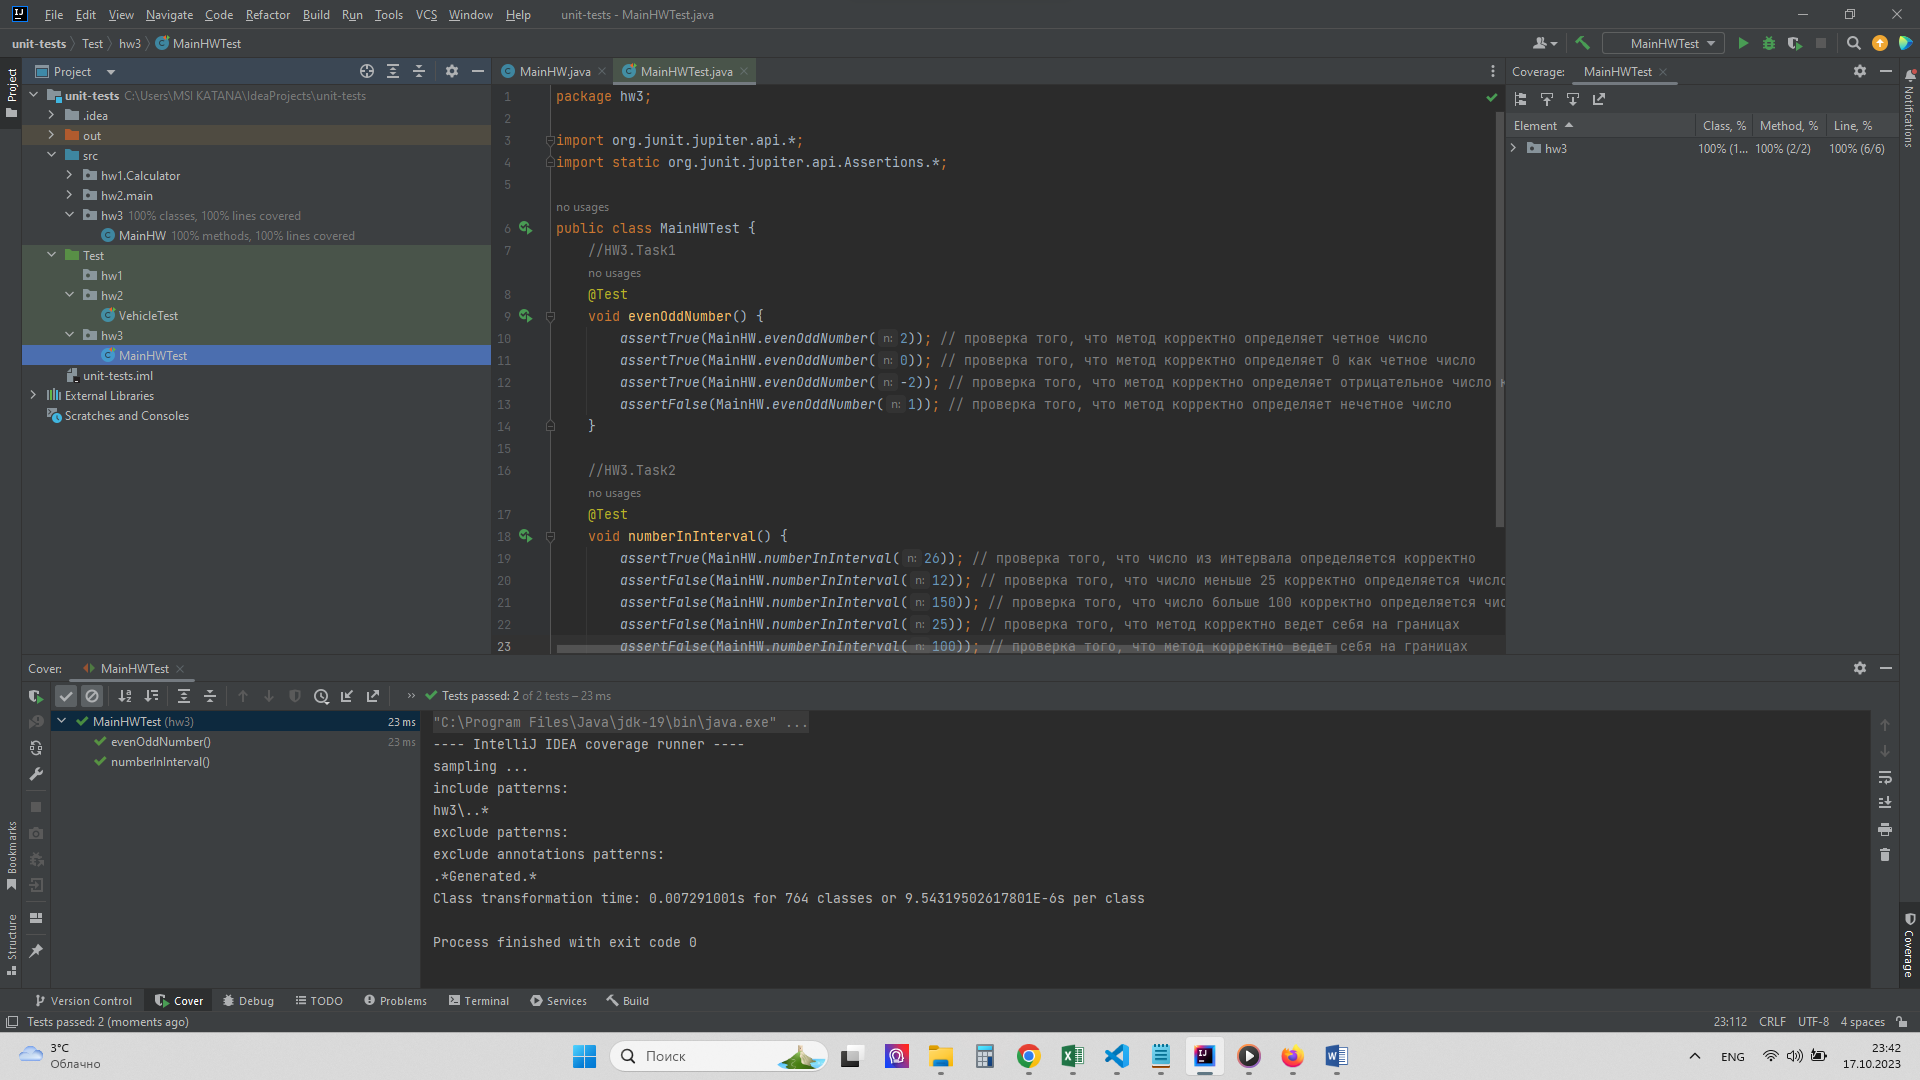 File Edit View Navigate Code Refactor Build Run Tools VCS Window Help unit-tests - MainHWTest.java
unit-tests Test hw3 MainHWTest
MainHWTest
Project
Project
unit-tests C:\Users\MSI KATANA\IdeaProjects\unit-tests
.idea
out
src
hw1.Calculator
hw2.main
hw3 100% classes, 100% lines covered
MainHW 100% methods, 100% lines covered
Test
hw1
hw2
VehicleTest
hw3
MainHWTest
unit-tests.iml
External Libraries
Scratches and Consoles
MainHW.java MainHWTest.java
1 package hw3;
2
3 import org.junit.jupiter.api.*;
4 import static org.junit.jupiter.api.Assertions.*;
5
no usages
6 public class MainHWTest {
7 //HW3.Task1
no usages
8 @Test
9 void evenOddNumber() {
10 assertTrue(MainHW.evenOddNumber( n: 2)); // проверка того, что метод корректно определяет четное число
11 assertTrue(MainHW.evenOddNumber( n: 0)); // проверка того, что метод корректно определяет 0 как четное число
12 assertTrue(MainHW.evenOddNumber( n: -2)); // проверка того, что метод корректно определяет отрицательное число
13 assertFalse(MainHW.evenOddNumber( n: 1)); // проверка того, что метод корректно определяет нечетное число
14 }
15
16 //HW3.Task2
no usages
17 @Test
18 void numberInInterval() {
19 assertTrue(MainHW.numberInInterval( n: 26)); // проверка того, что число из интервала определяется корректно
20 assertFalse(MainHW.numberInInterval( n: 12)); // проверка того, что число меньше 25 корректно определяется число
21 assertFalse(MainHW.numberInInterval( n: 150)); // проверка того, что число больше 100 корректно определяется чис
22 assertFalse(MainHW.numberInInterval( n: 25)); // проверка того, что метод корректно ведет себя на границах
23 assertFalse(MainHW.numberInInterval( n: 100)); // проверка того, что метод корректно ведет себя на границах
Coverage: MainHWTest
Element Class, % Method, % Line, %
hw3 100% (1... 100% (2/2) 100% (6/6)
Notifications
Coverage
Cover: MainHWTest
Tests passed: 2 of 2 tests – 23 ms
MainHWTest (hw3) 23 ms
evenOddNumber() 23 ms
numberInInterval()
"C:\Program Files\Java\jdk-19\bin\java.exe" ...
---- IntelliJ IDEA coverage runner ----
sampling ...
include patterns:
hw3\..*
exclude patterns:
exclude annotations patterns:
.*Generated.*
Class transformation time: 0.007291001s for 764 classes or 9.54319502617801E-6s per class
Process finished with exit code 0
Bookmarks
Structure
Version Control Cover Debug TODO Problems Terminal Services Build
Tests passed: 2 (moments ago) 23:112 CRLF UTF-8 4 spaces
3°C
Облачно
Поиск
ENG
23:42
17.10.2023